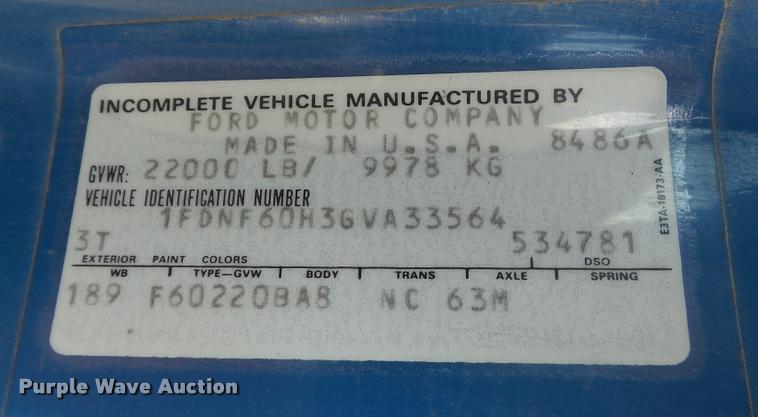 INCOMPLETE VEHICLE MANUFACTURED BY
FORD MOTOR COMPANY
MADE IN U.S.A. 8486A
GVWR: 22000 LB/ 9978 KG
VEHICLE IDENTIFICATION NUMBER
1FDNF60H3GVA33564
3T 534781
EXTERIOR PAINT COLORS DSO
WB TYPE—GVW BODY TRANS AXLE SPRING
189 F60220BA8 NC 63M
E3TA-18173-AA
Purple Wave Auction